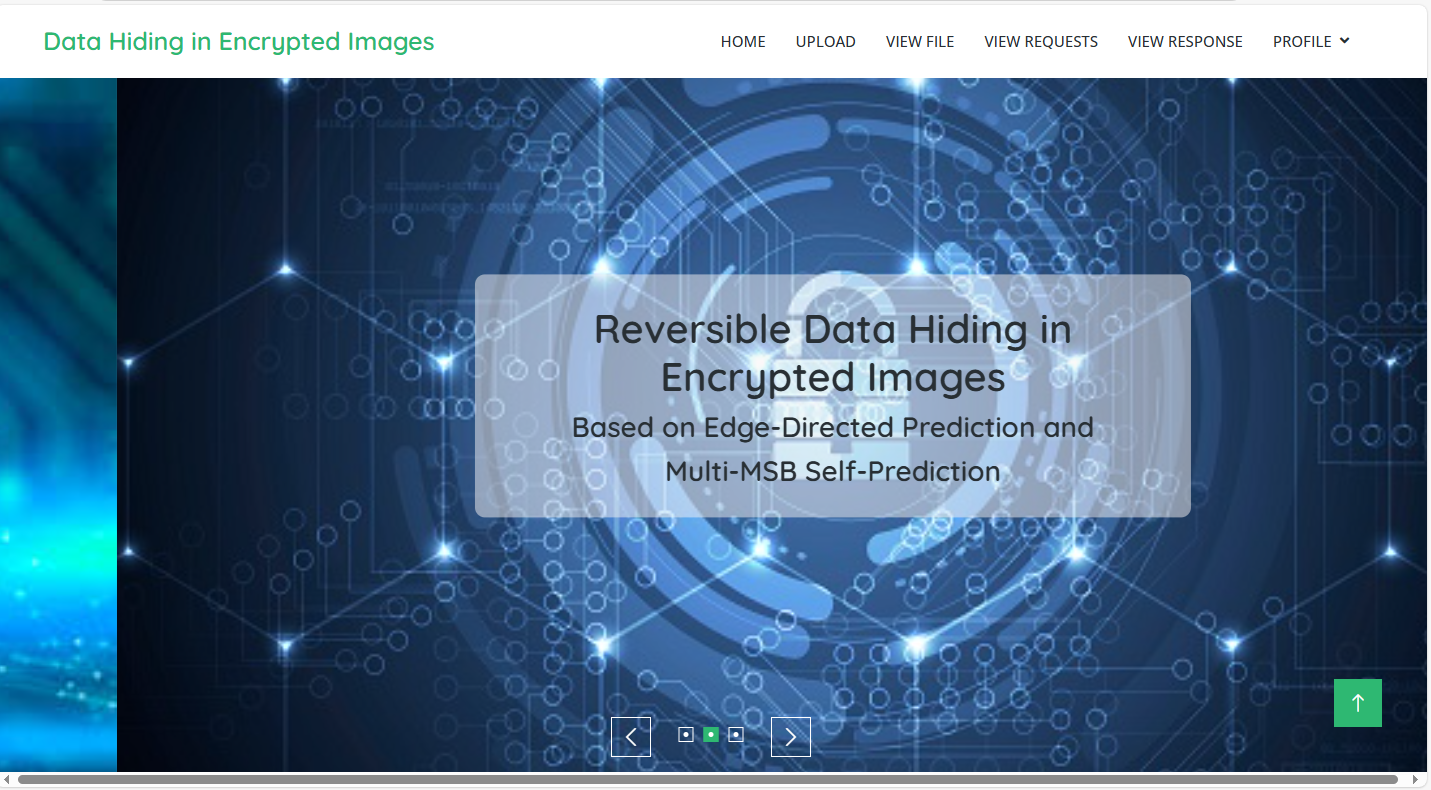 Data Hiding in Encrypted Images
HOME UPLOAD VIEW FILE VIEW REQUESTS VIEW RESPONSE PROFILE
Reversible Data Hiding in
Encrypted Images
Based on Edge-Directed Prediction and
Multi-MSB Self-Prediction